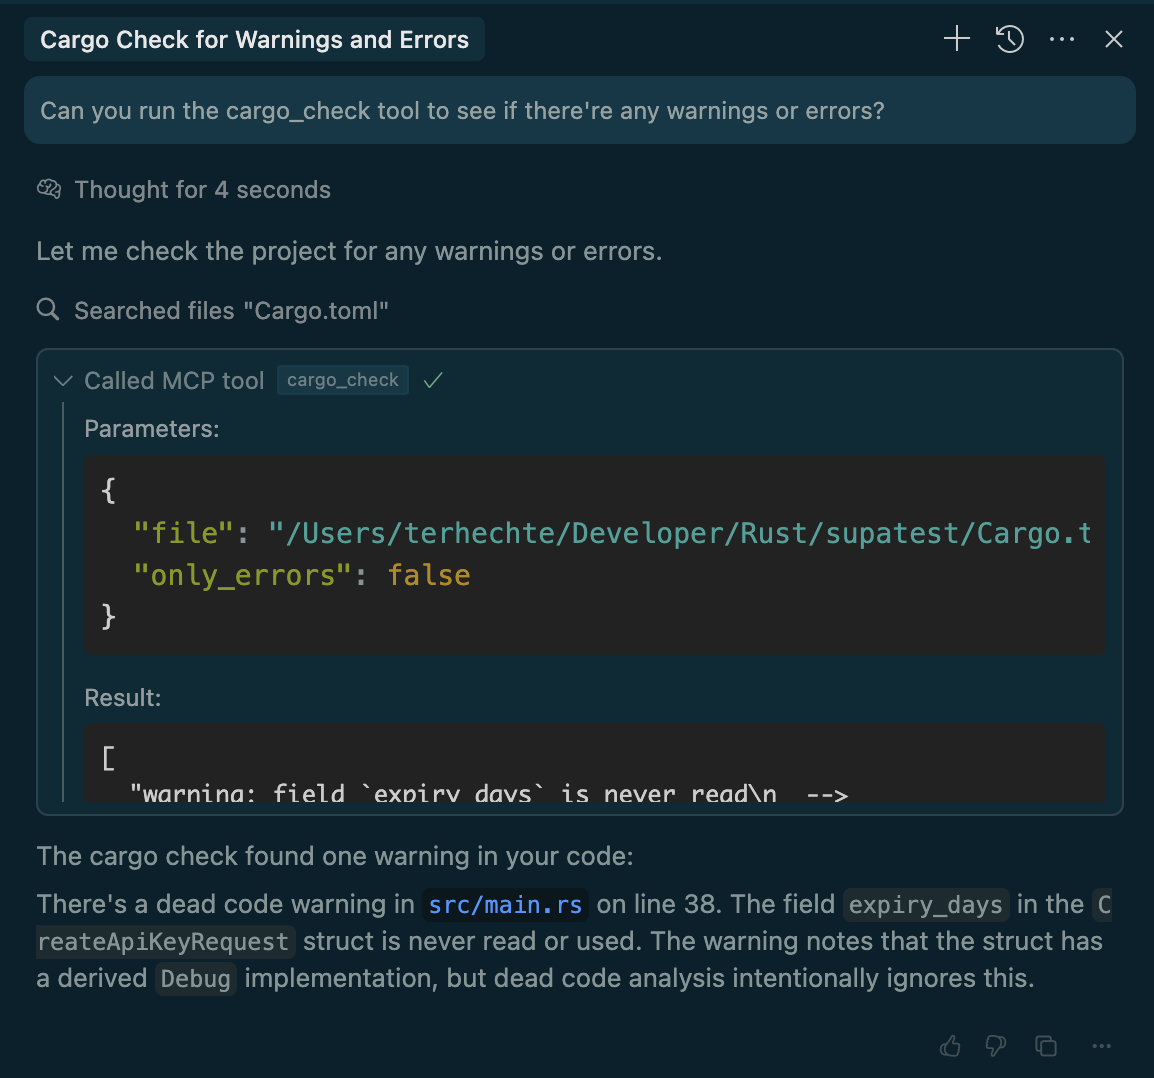 Cargo Check for Warnings and Errors
Can you run the cargo_check tool to see if there're any warnings or errors?
Thought for 4 seconds
Let me check the project for any warnings or errors.
Searched files "Cargo.toml"
Called MCP tool cargo_check
Parameters:
{
"file": "/Users/terhechte/Developer/Rust/supatest/Cargo.t
"only_errors": false
}
Result:
[
"warning: field `expiry_days` is never read\n -->
The cargo check found one warning in your code:
There's a dead code warning in src/main.rs on line 38. The field expiry_days in the C
reateApiKeyRequest struct is never read or used. The warning notes that the struct has
a derived Debug implementation, but dead code analysis intentionally ignores this.